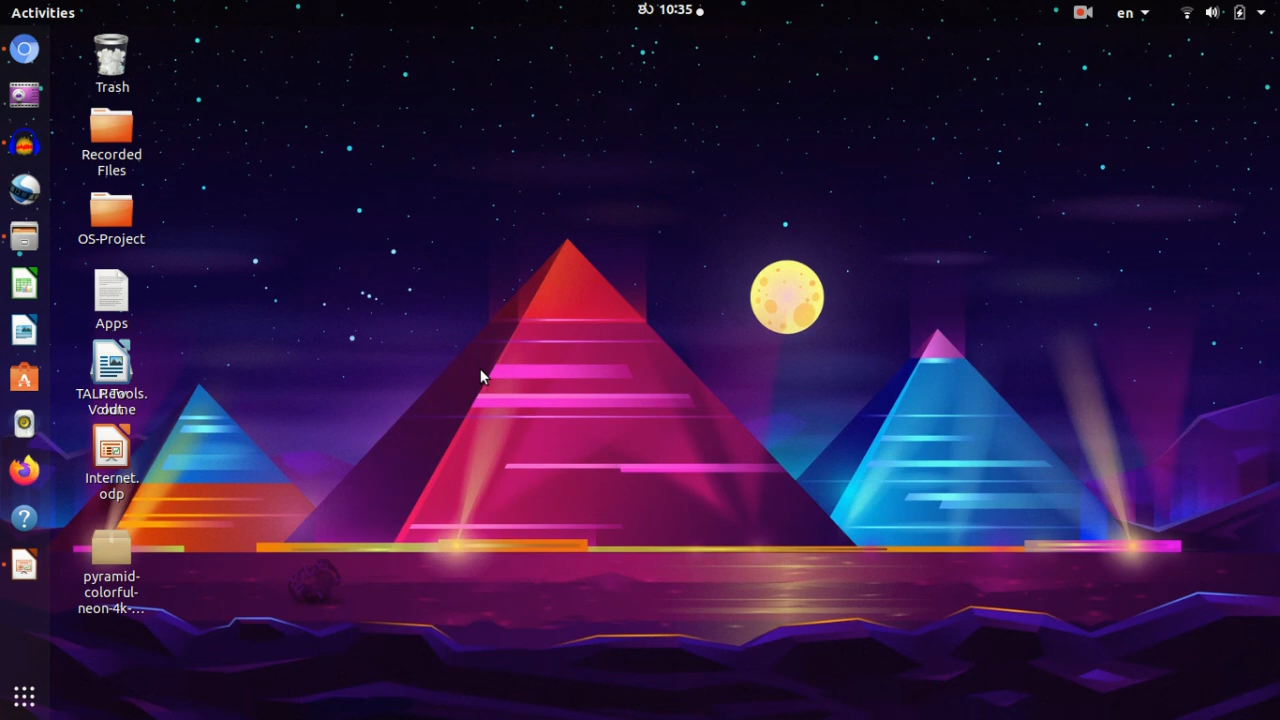 Activities
10:35
en
Trash
Recorded
FIles
OS-Project
Apps
Internet.
odp
pyramid-
colorful-
neon-4k-...